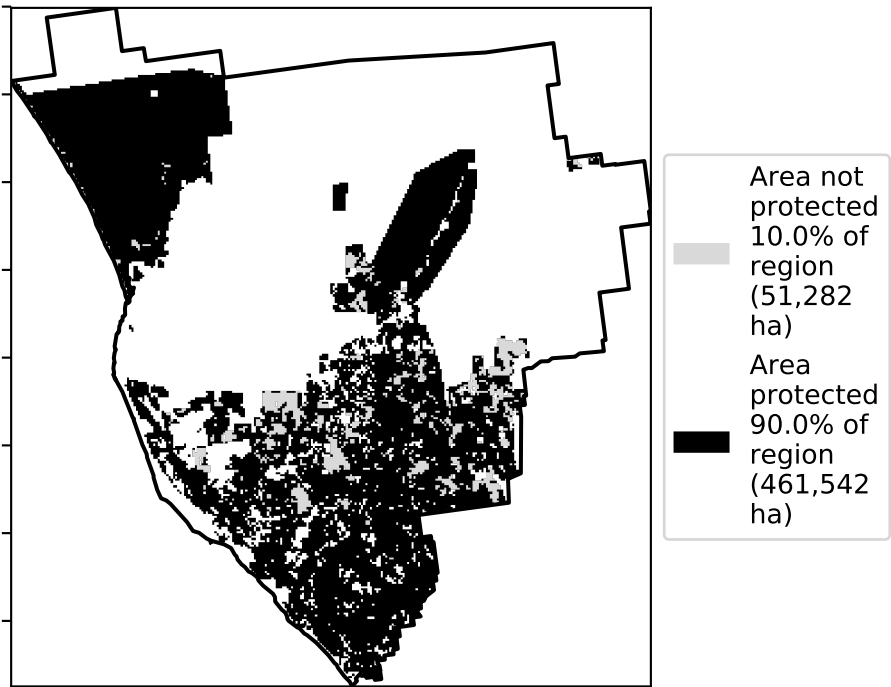 Area not
protected
10.0% of
region
(51,282
ha)
Area
protected
90.0% of
region
(461,542
ha)